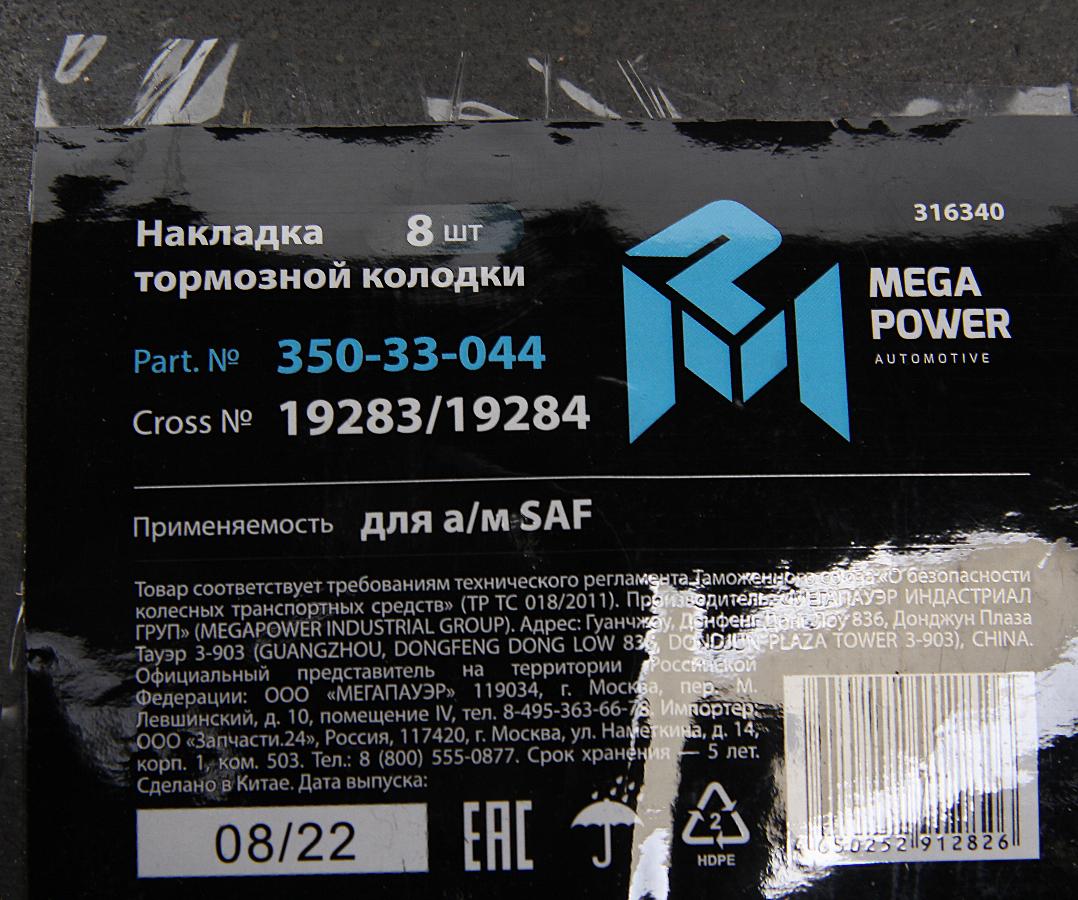 316340
Накладка 8 шт
тормозной колодки
MEGA
POWER
AUTOMOTIVE
Part. № 350-33-044
Cross № 19283/19284
Применяемость для а/м SAF
Товар соответствует требованиям технического регламента Таможенного союза «О безопасности
колесных транспортных средств» (ТР ТС 018/2011). Производитель: «МЕГАПАУЭР ИНДАСТРИАЛ
ГРУП» (MEGAPOWER INDUSTRIAL GROUP). Адрес: Гуанчжоу, Донфенг Донг Лоу 836, Донджун Плаза
Тауэр 3-903 (GUANGZHOU, DONGFENG DONG LOW 836, DONDJUN PLAZA TOWER 3-903), CHINA.
Официальный представитель на территории Российской
Федерации: ООО «МЕГАПАУЭР» 119034, г. Москва, пер. М.
Левшинский, д. 10, помещение IV, тел. 8-495-363-66-78. Импортер:
ООО «Запчасти.24», Россия, 117420, г. Москва, ул. Наметкина, д. 14,
корп. 1, ком. 503. Тел.: 8 (800) 555-0877. Срок хранения — 5 лет.
Сделано в Китае. Дата выпуска:
08/22
EAC
2
HDPE
4 650252 912826